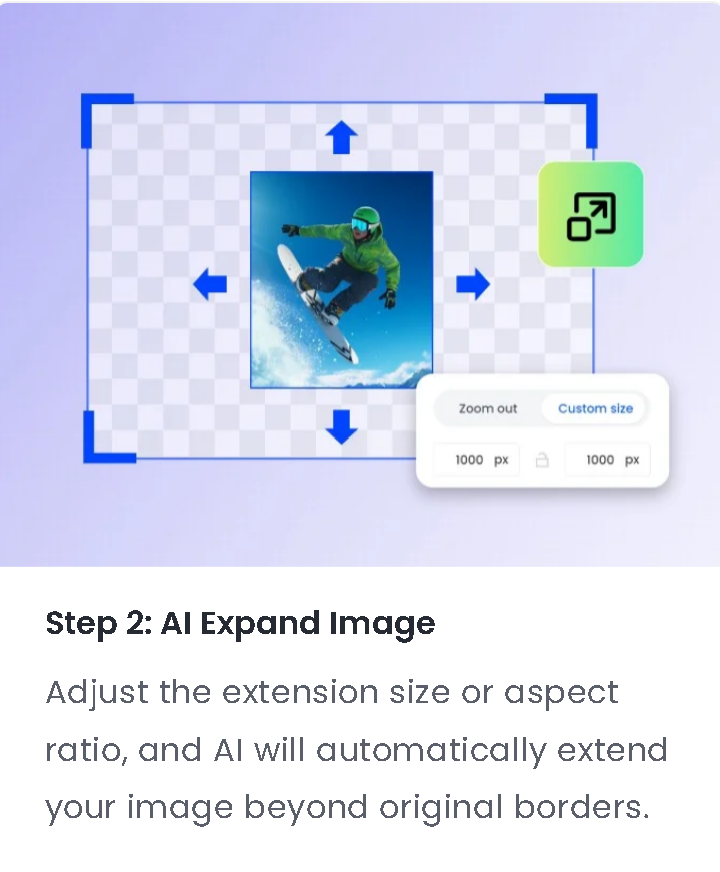 Zoom out Custom size
1000 px 1000 px
Step 2: AI Expand Image
Adjust the extension size or aspect
ratio, and AI will automatically extend
your image beyond original borders.